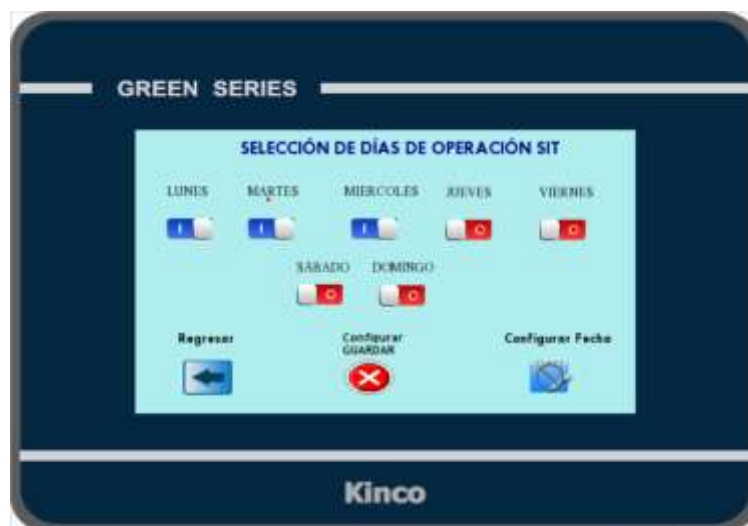 GREEN SERIES
SELECCIÓN DE DÍAS DE OPERACIÓN SIT
LUNES MARTES MIERCOLES JUEVES VIERNES
SÁBADO DOMINGO
Regresar Configurar Configurar Fecha
GUARDAR
Kinco